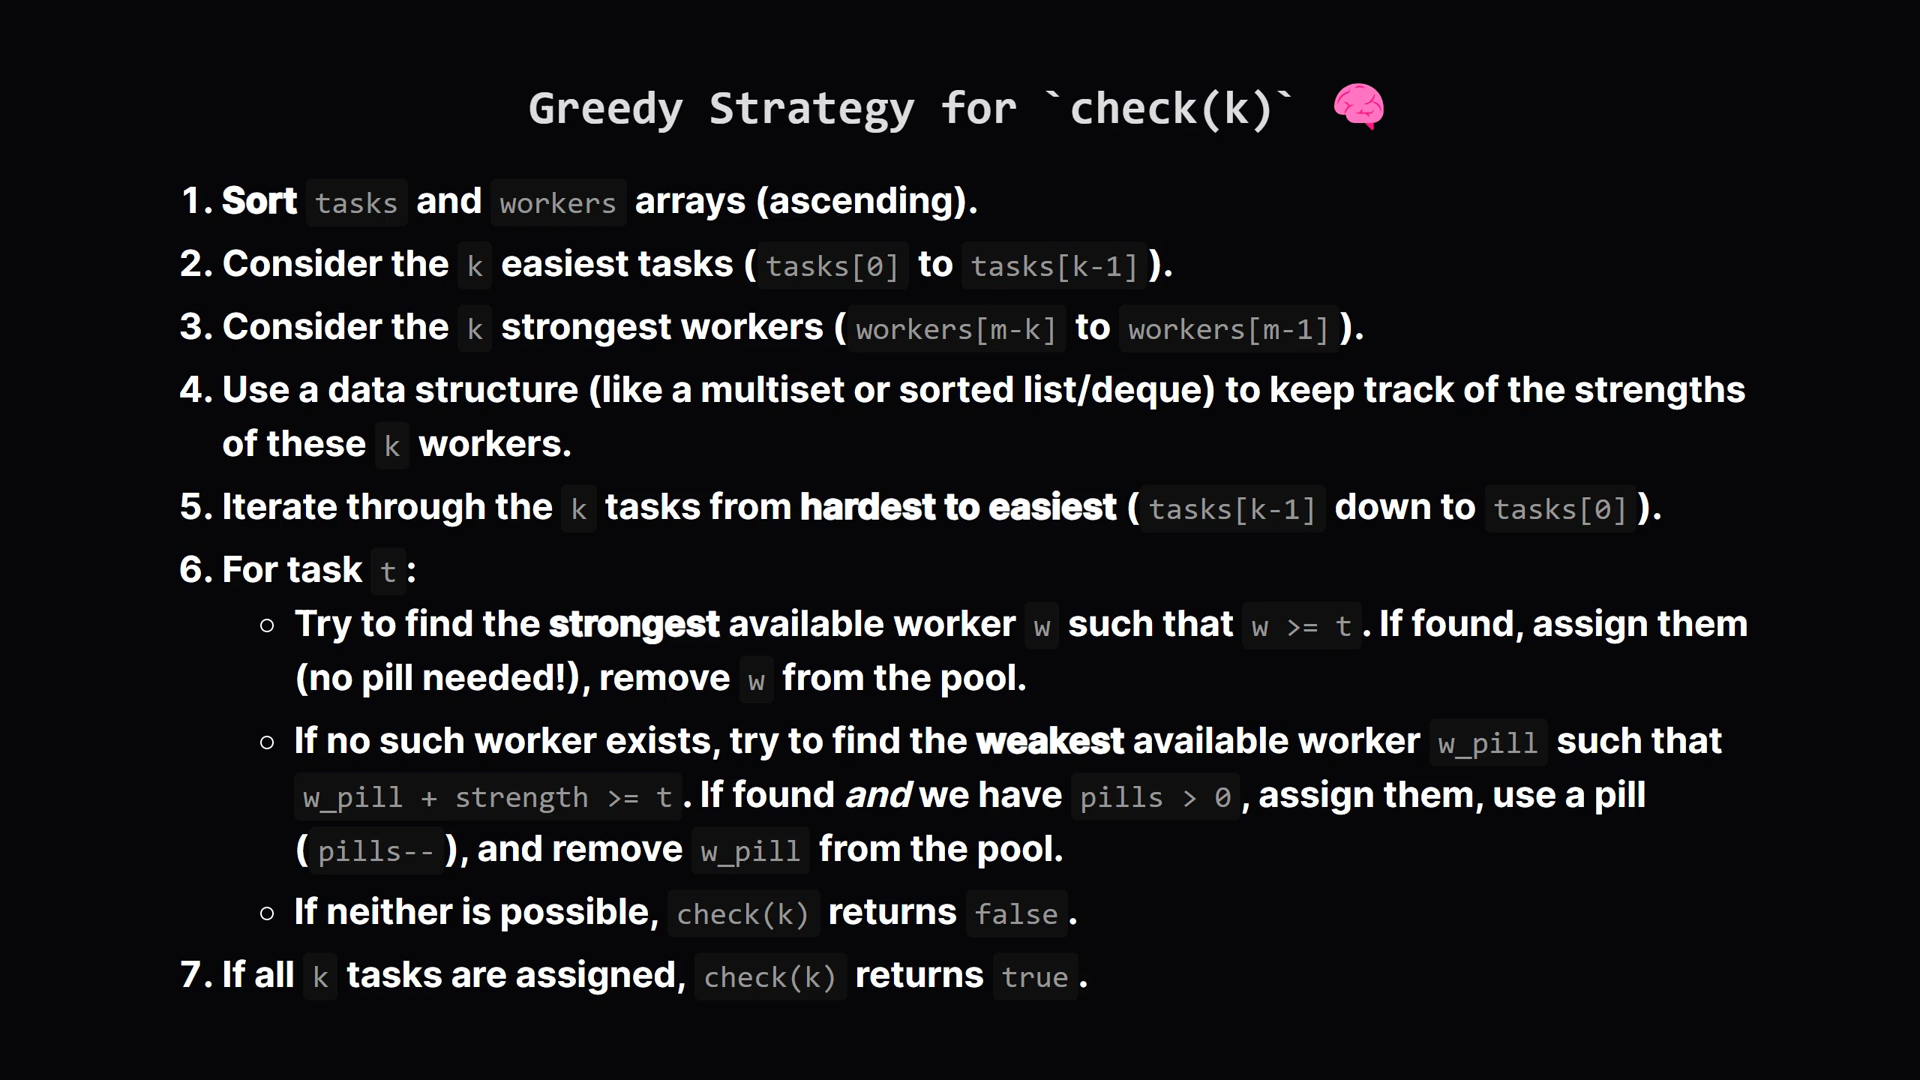 Greedy Strategy for `check(k)` 🧠
1. Sort tasks and workers arrays (ascending).
2. Consider the k easiest tasks (tasks[0] to tasks[k-1]).
3. Consider the k strongest workers (workers[m-k] to workers[m-1]).
4. Use a data structure (like a multiset or sorted list/deque) to keep track of the strengths
of these k workers.
5. Iterate through the k tasks from hardest to easiest (tasks[k-1] down to tasks[0]).
6. For task t:
○ Try to find the strongest available worker w such that w >= t. If found, assign them
(no pill needed!), remove w from the pool.
○ If no such worker exists, try to find the weakest available worker w_pill such that
w_pill + strength >= t. If found and we have pills > 0, assign them, use a pill
(pills--), and remove w_pill from the pool.
○ If neither is possible, check(k) returns false.
7. If all k tasks are assigned, check(k) returns true.